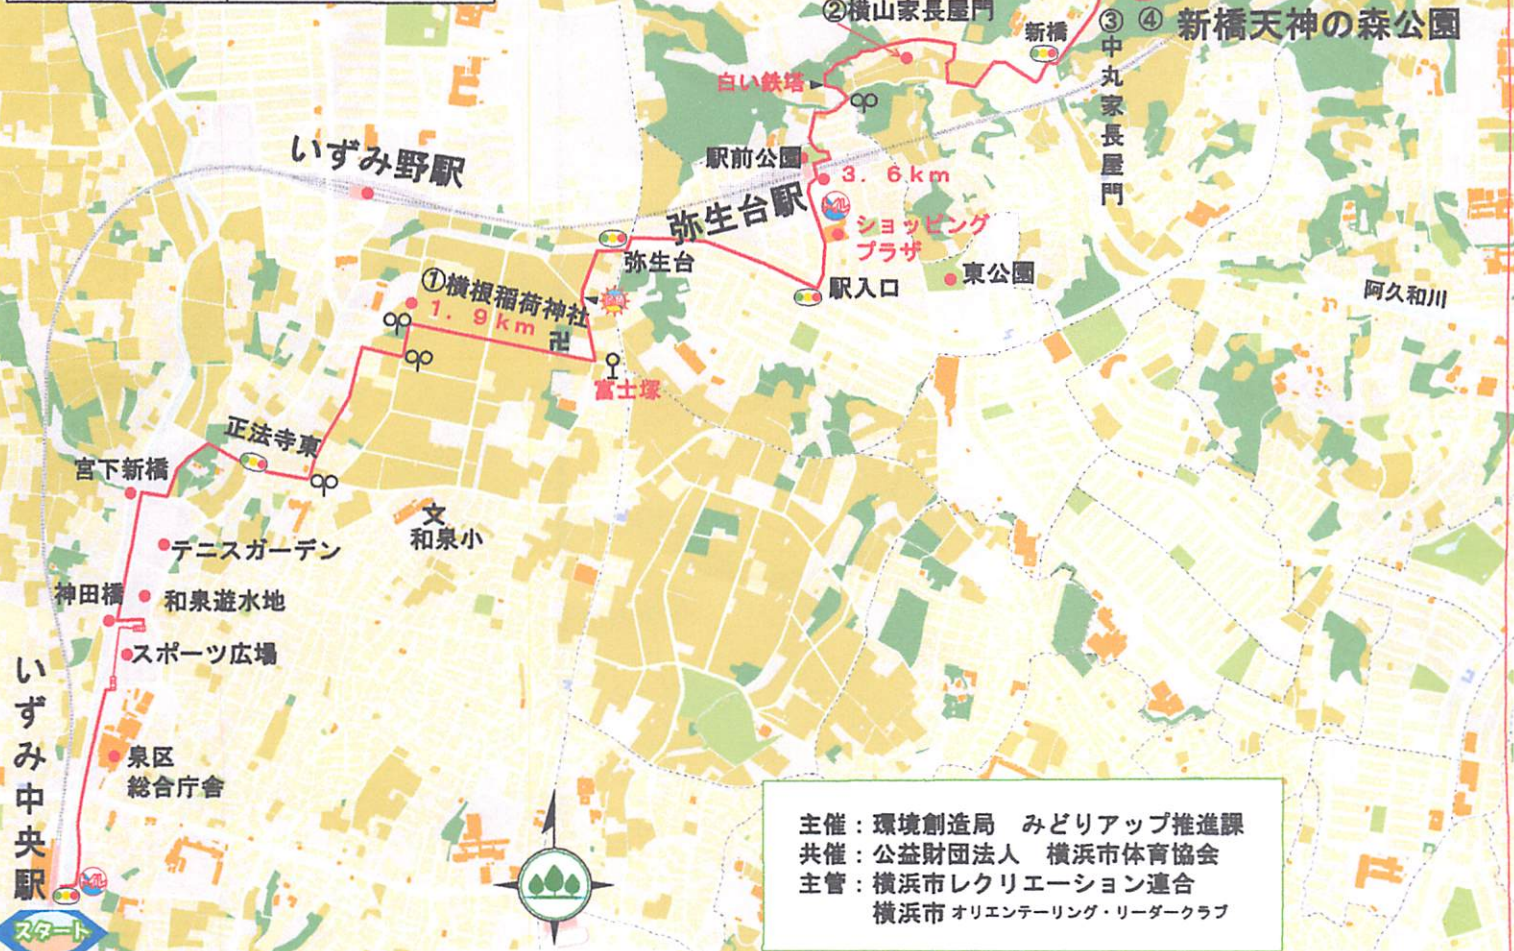 ②横山家長屋門
新橋
③
④
新橋天神の森公園
中丸家長屋門
白い鉄塔
いずみ野駅
駅前公園
3.6km
弥生台駅
ショッピング
プラザ
弥生台
駅入口
東公園
阿久和川
①横根稲荷神社
1.9km
卍
富士塚
正法寺東
宮下新橋
文
和泉小
テニスガーデン
神田橋
和泉遊水地
スポーツ広場
いずみ中央駅
泉区
総合庁舎
スタート
主催：環境創造局 みどりアップ推進課
共催：公益財団法人 横浜市体育協会
主管：横浜市レクリエーション連合
横浜市オリエンテーリング・リーダークラブ